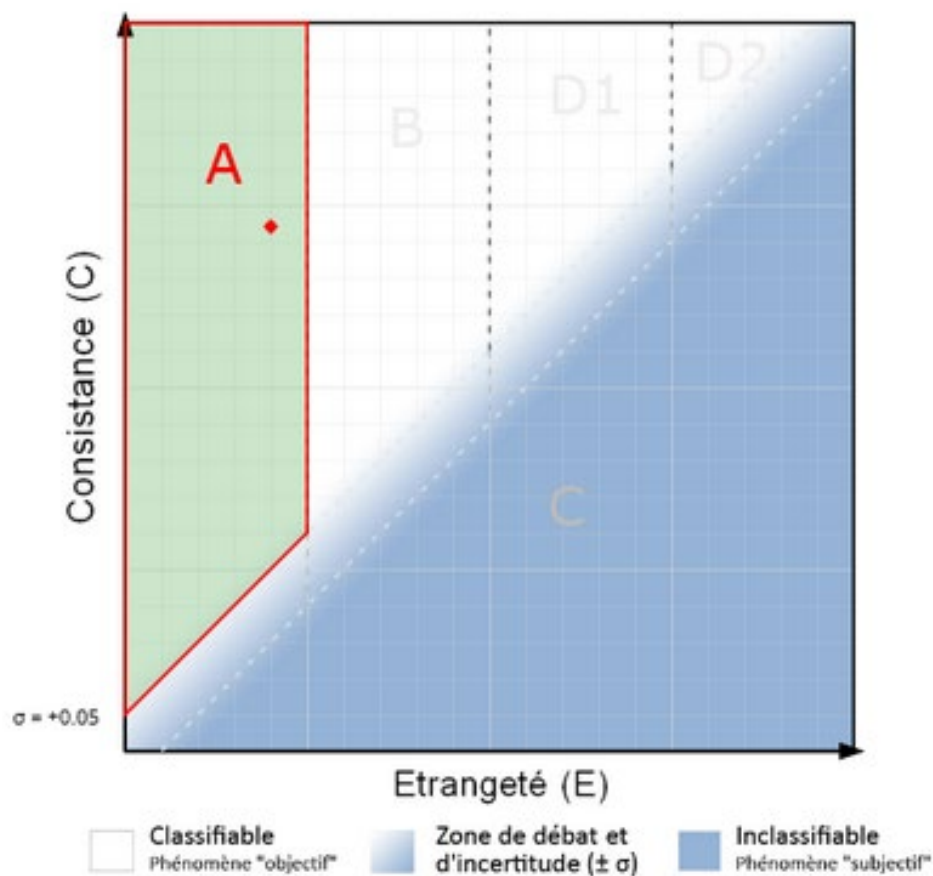 A
B
D1
D2
Consistance (C)
C
σ = +0.05
Etrangeté (E)
Classifiable
Phénomène "objectif"
Zone de débat et
d'incertitude (± σ)
Inclassifiable
Phénomène "subjectif"